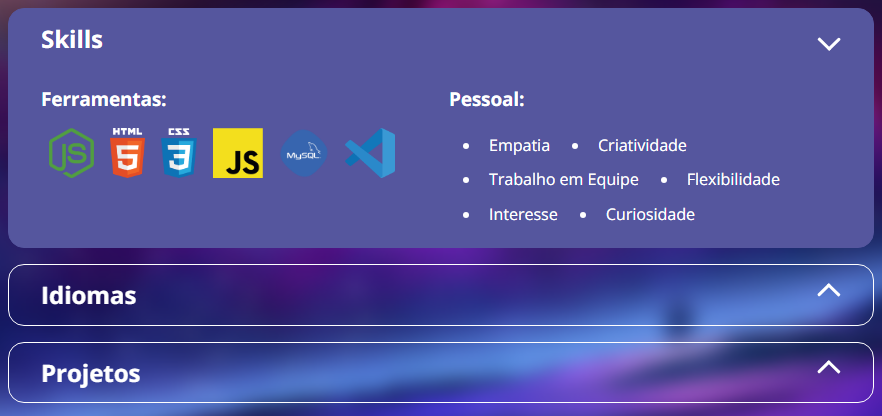 Skills
Ferramentas:
JS HTML 5 CSS 3 JS MySQL
Pessoal:
• Empatia • Criatividade
• Trabalho em Equipe • Flexibilidade
• Interesse • Curiosidade
Idiomas
Projetos